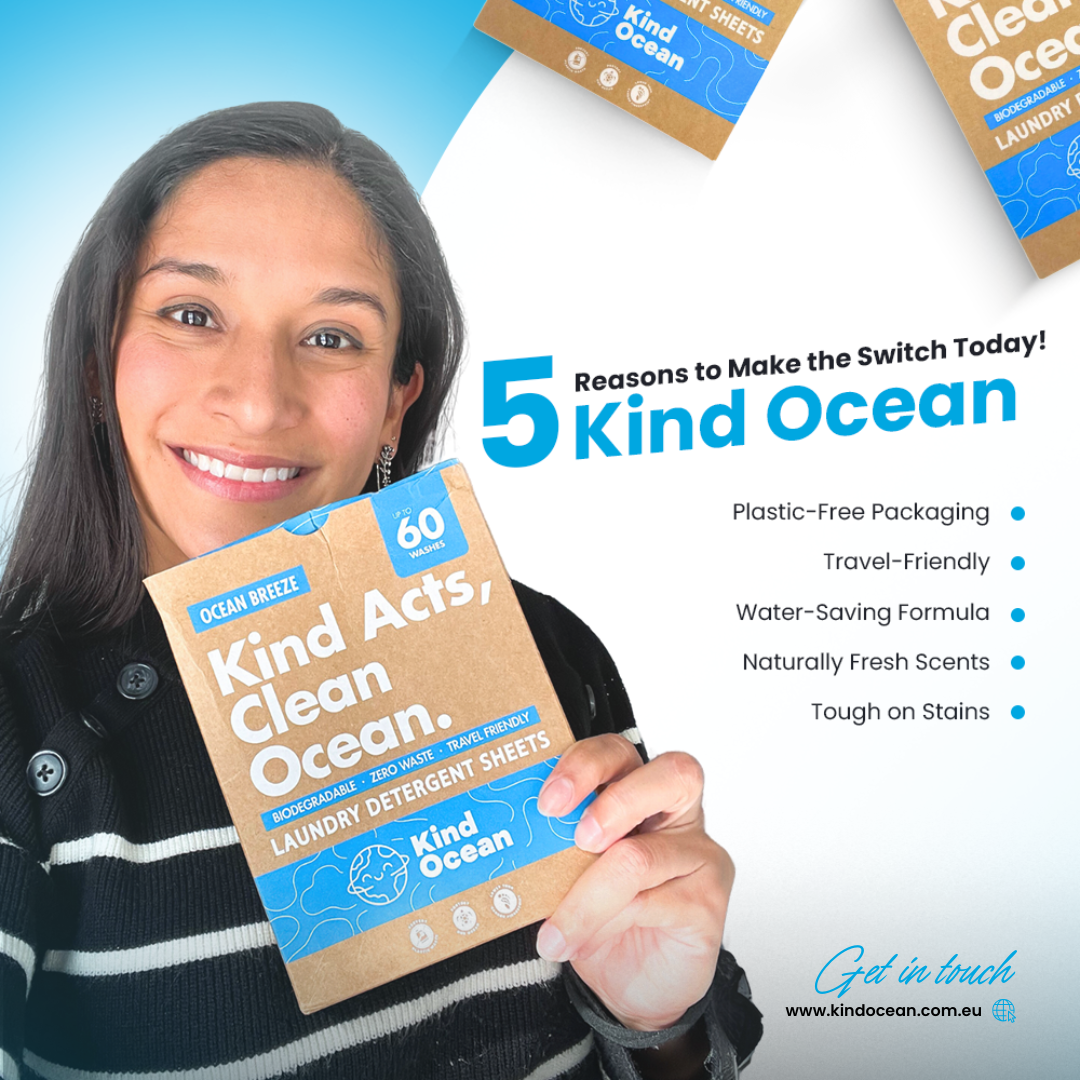 SHEETS
Kind
Ocean
Clean
BIODEGRADABLE ·
LAUNDRY
5 Reasons to Make the Switch Today!
Kind Ocean
Plastic-Free Packaging
Travel-Friendly
Water-Saving Formula
Naturally Fresh Scents
Tough on Stains
UP TO
60
WASHES
OCEAN BREEZE
Kind Acts,
Clean
Ocean.
BIODEGRADABLE · ZERO WASTE · TRAVEL FRIENDLY
LAUNDRY DETERGENT SHEETS
Kind
Ocean
Get in touch
www.kindocean.com.eu